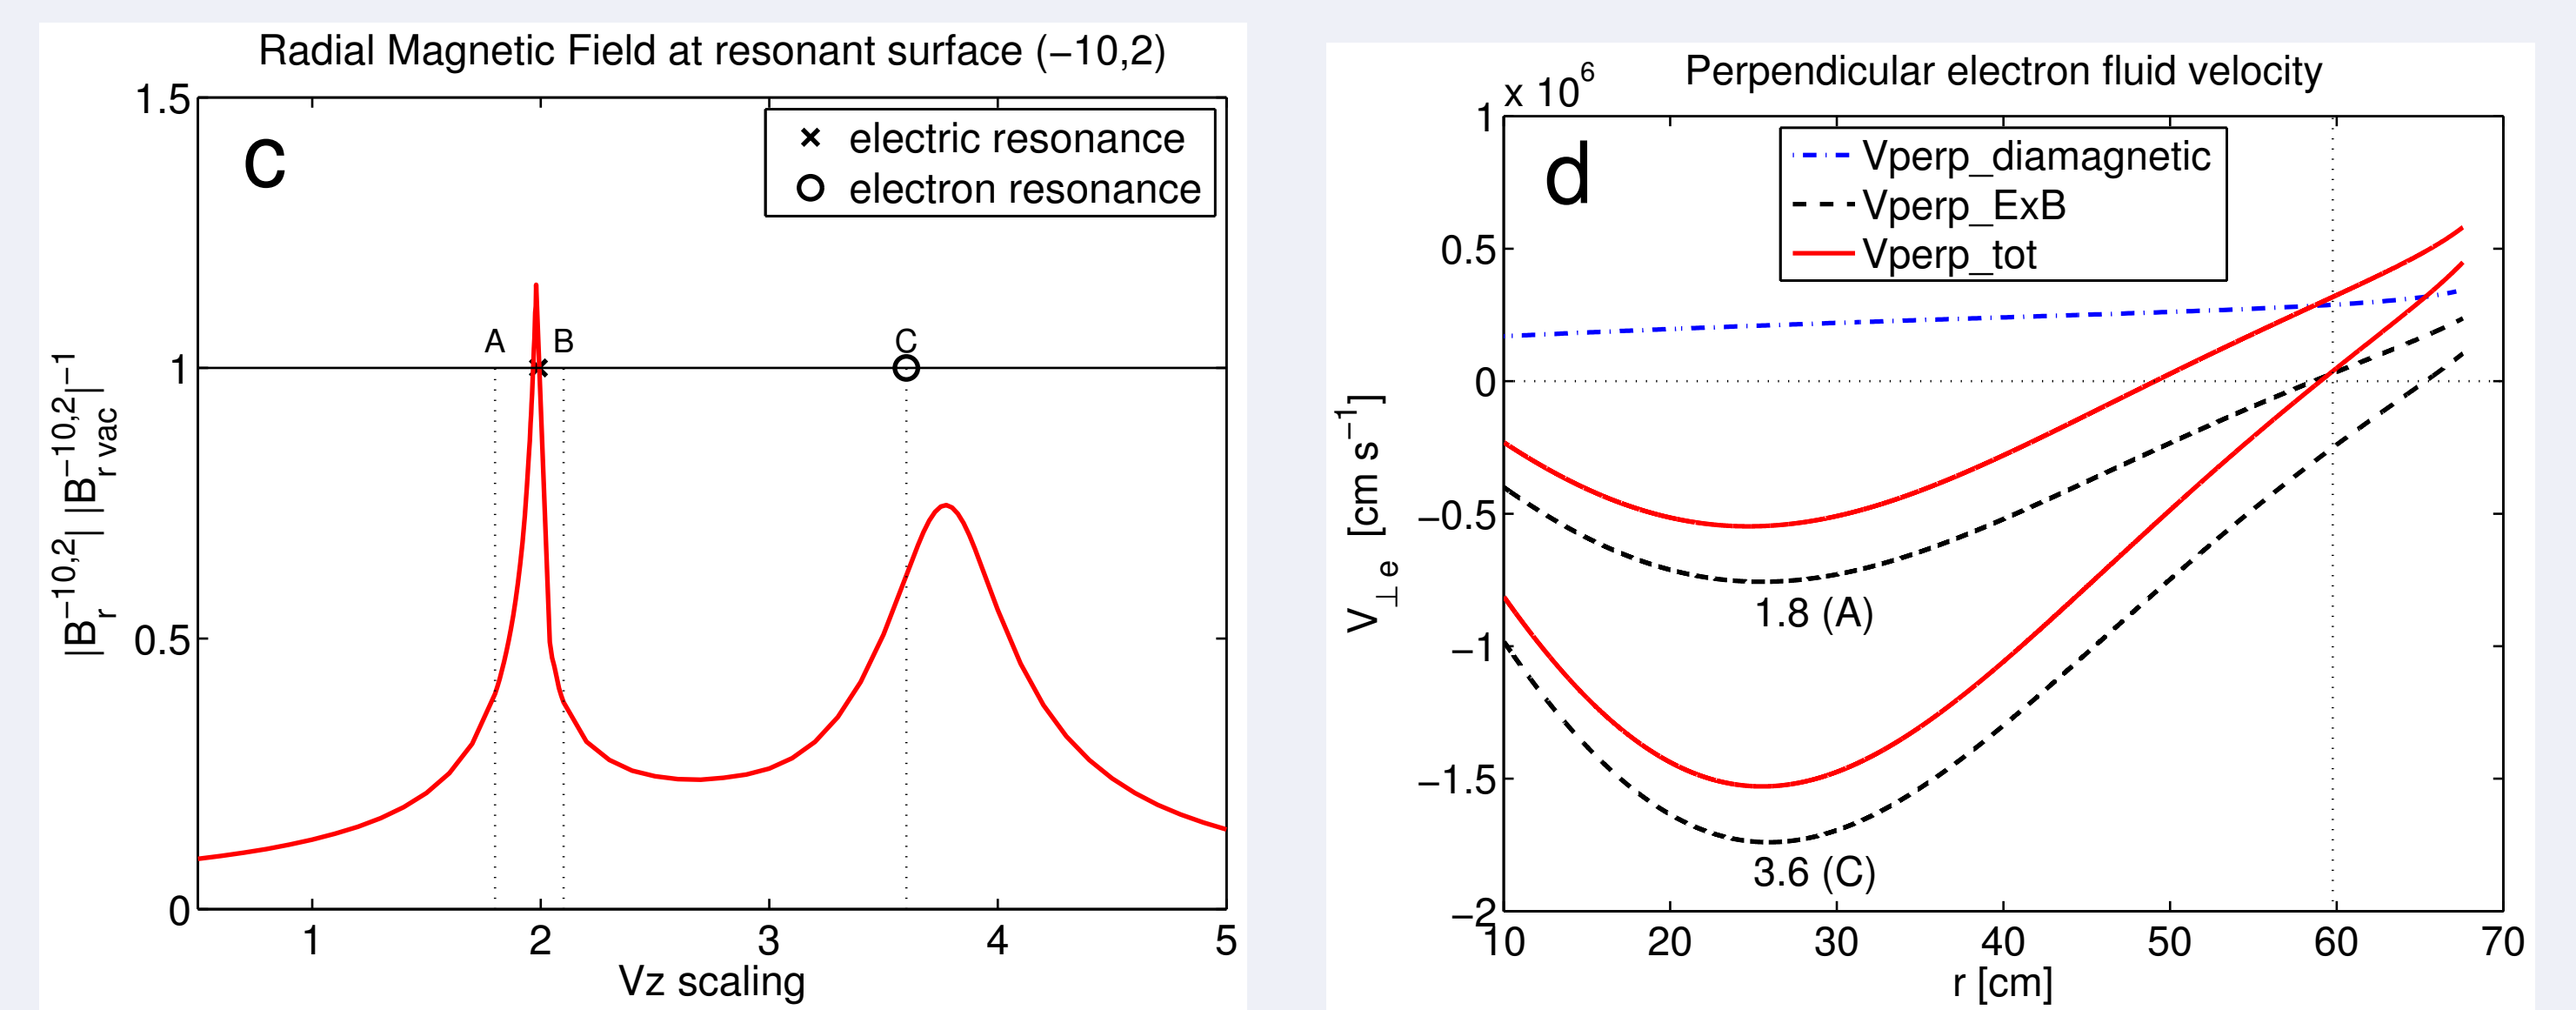 Radial Magnetic Field at resonant surface (−10,2)
c
× electric resonance
○ electron resonance
1.5
1
0.5
0
A
B
C
|B_r^{−10,2}| |B_{r vac}^{−10,2}|^{−1}
1 2 3 4 5
Vz scaling
Perpendicular electron fluid velocity
x 10^6
d
Vperp_diamagnetic
Vperp_ExB
Vperp_tot
1
0.5
0
−0.5
−1
−1.5
−2
V_{⊥ e} [cm s^{−1}]
1.8 (A)
3.6 (C)
10 20 30 40 50 60 70
r [cm]